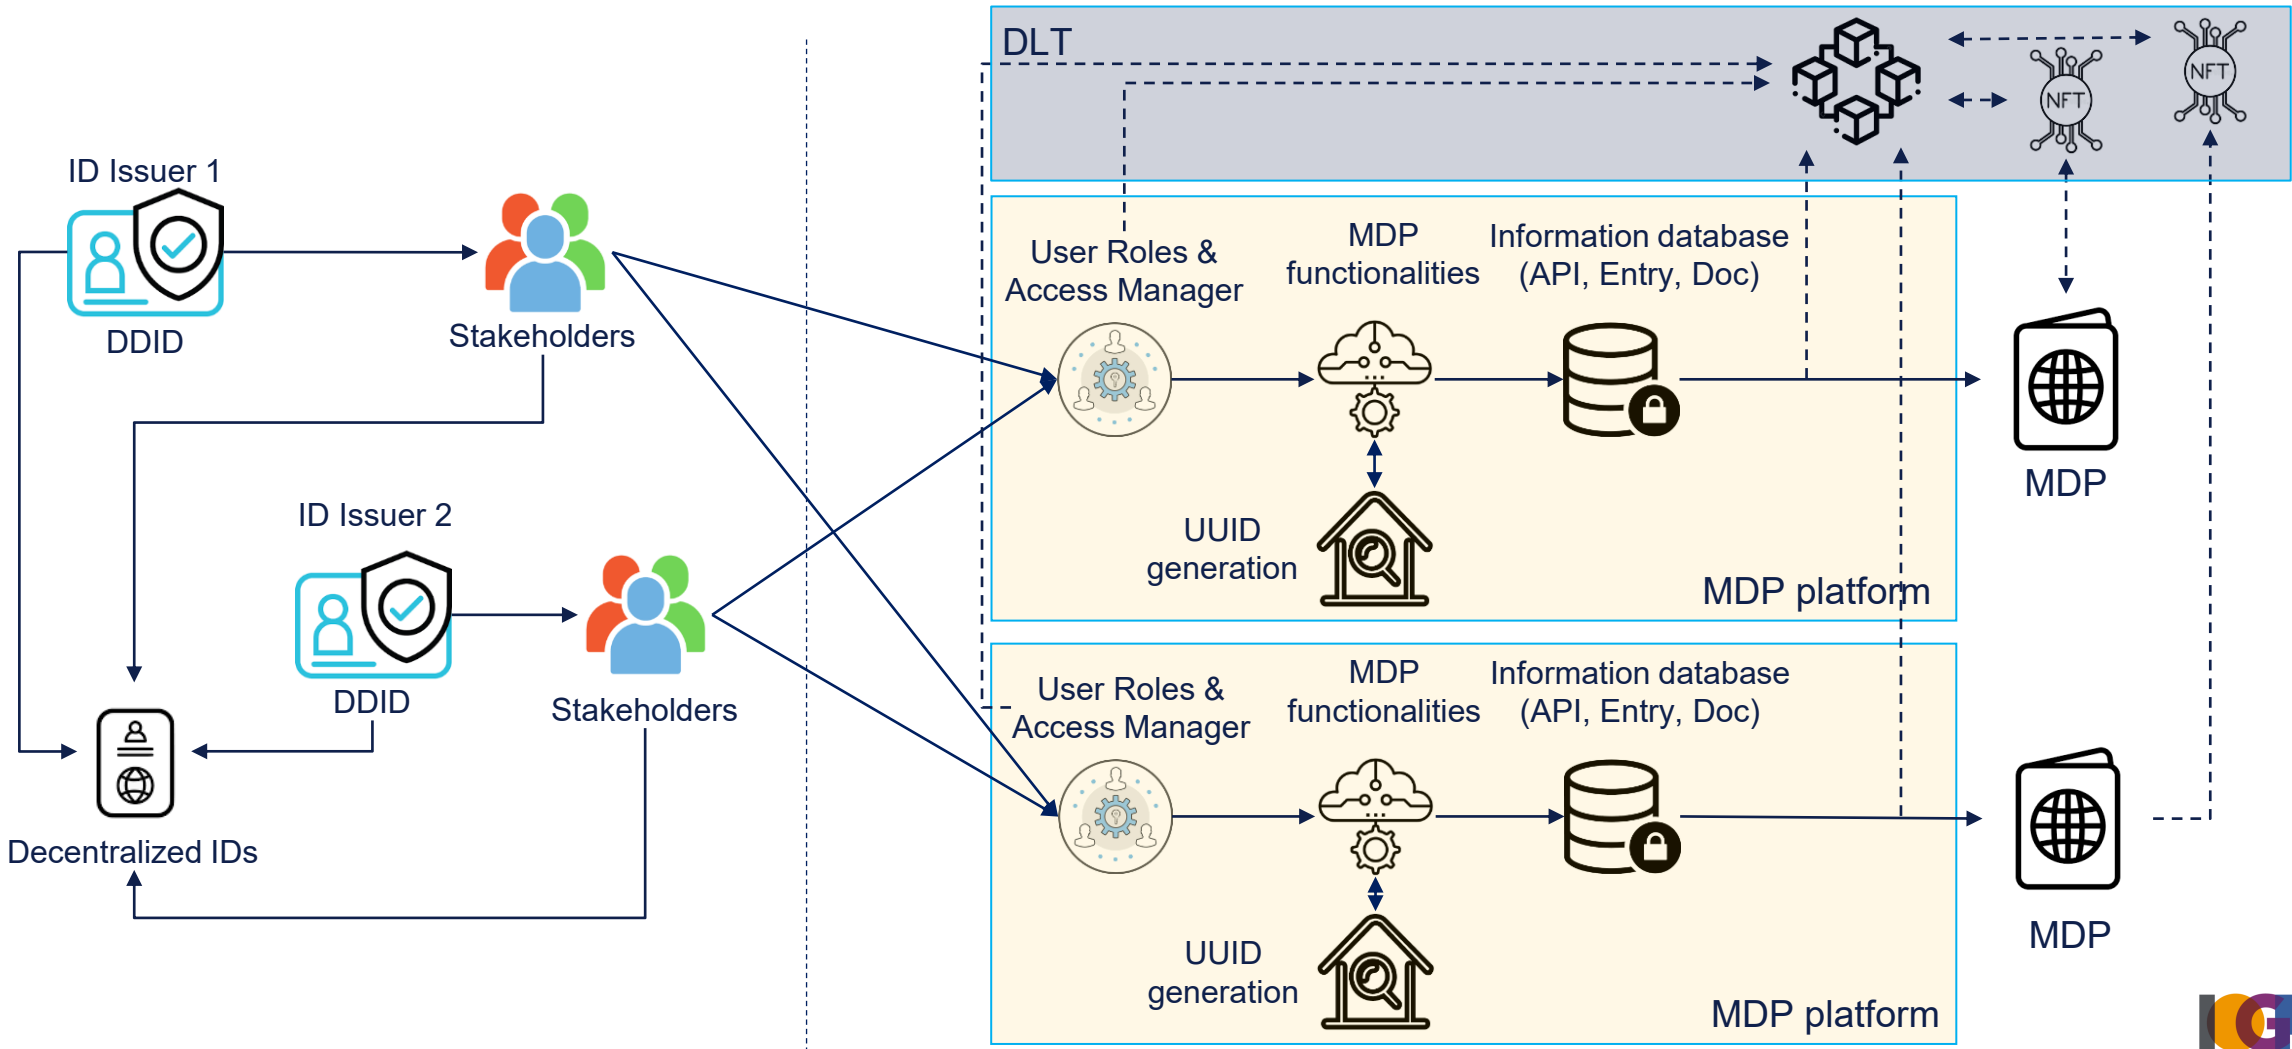 DLT
NFT
NFT
ID Issuer 1
DDID
Stakeholders
User Roles &
Access Manager
MDP
functionalities
Information database
(API, Entry, Doc)
MDP
UUID
generation
MDP platform
ID Issuer 2
DDID
Stakeholders
Decentralized IDs
User Roles &
Access Manager
MDP
functionalities
Information database
(API, Entry, Doc)
MDP
UUID
generation
MDP platform